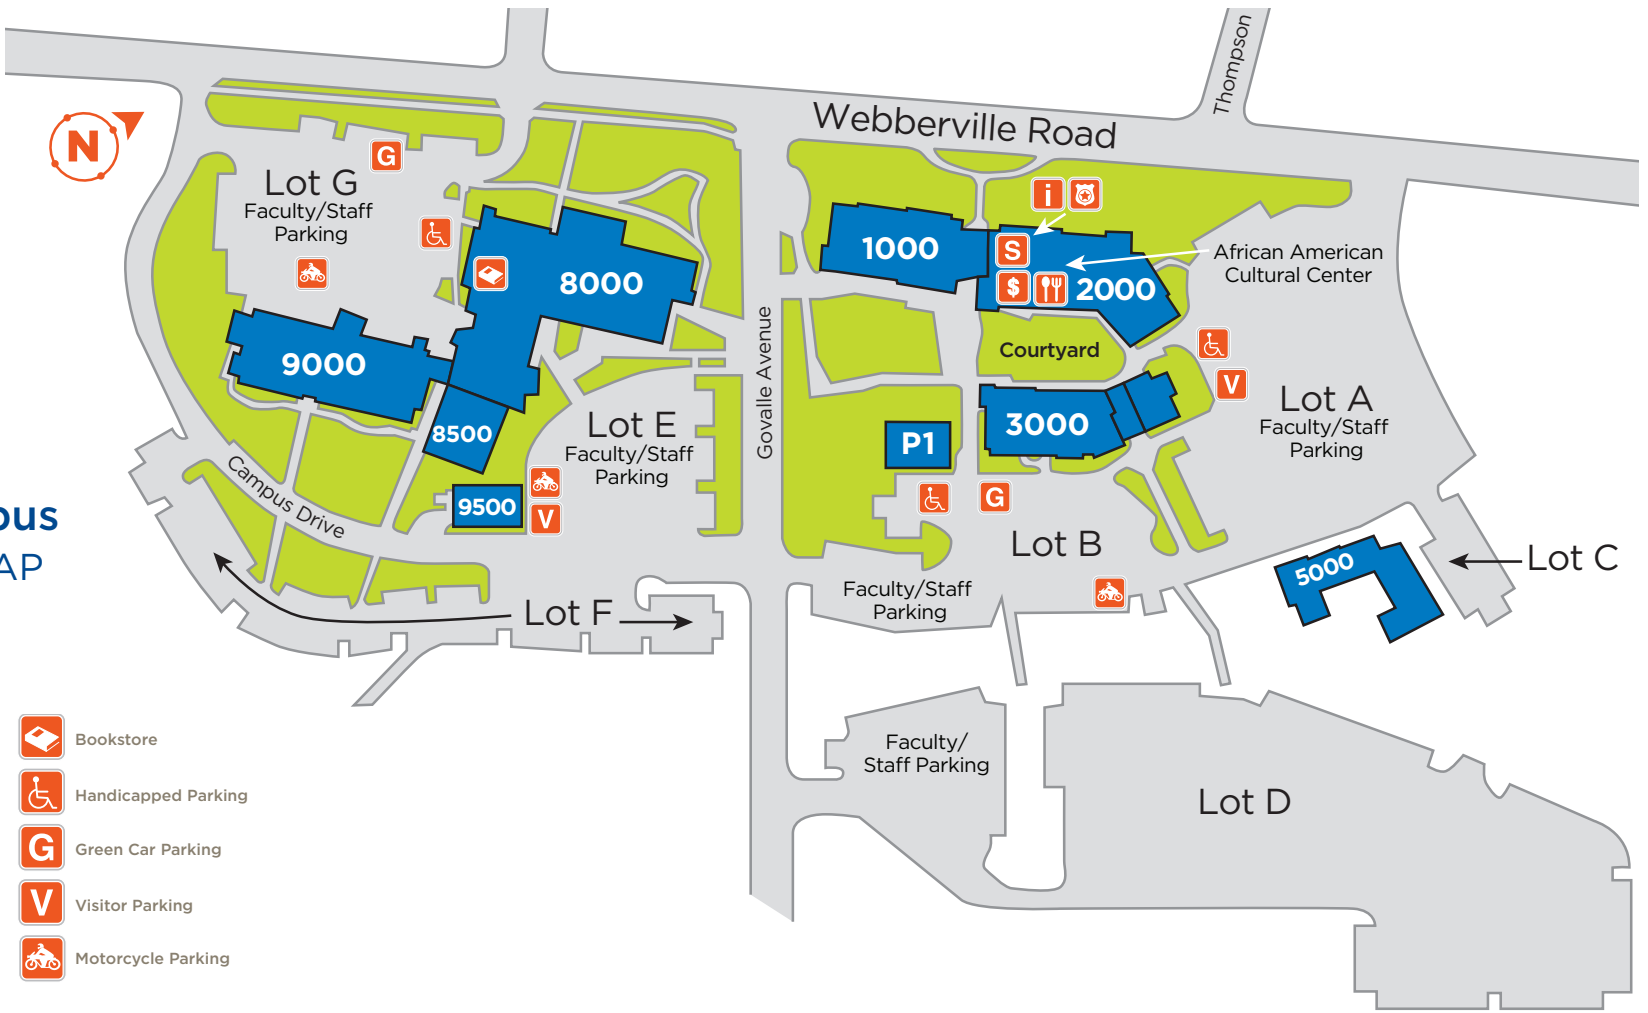 Thompson
Webberville Road
N
G
Lot G
Faculty/Staff
Parking
i
S
$
1000
2000
African American
Cultural Center
8000
9000
8500
9500
Govalle Avenue
Courtyard
V
3000
P1
Lot A
Faculty/Staff
Parking
Lot E
Faculty/Staff
Parking
V
G
Campus Drive
Lot B
Faculty/Staff
Parking
5000
Lot C
Lot F
pus
AP
Faculty/
Staff Parking
Lot D
Bookstore
Handicapped Parking
G
Green Car Parking
V
Visitor Parking
Motorcycle Parking